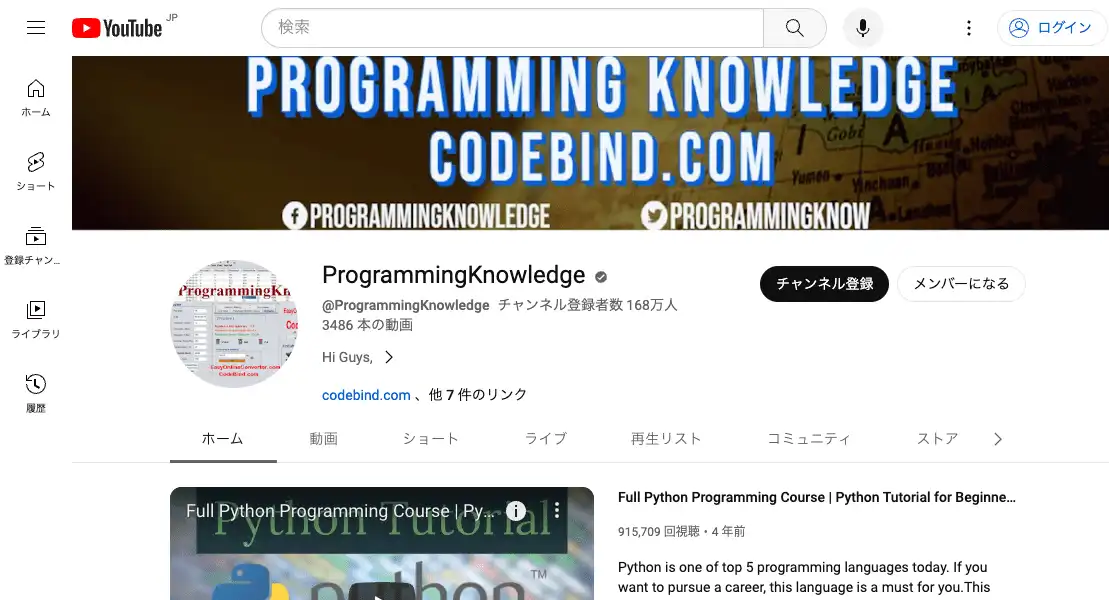 YouTube JP
検索
ログイン
ホーム
ショート
登録チャン...
ライブラリ
履歴
PROGRAMMING KNOWLEDGE
CODEBIND.COM
PROGRAMMINGKNOWLEDGE
PROGRAMMINGKNOW
Gobi
Yumen
Yinchuan
Lanzhou
ProgrammingKn
EasyOnlineConvertor.com
CodeBind.com
ProgrammingKnowledge
@ProgrammingKnowledge チャンネル登録者数 168万人
3486 本の動画
Hi Guys,
codebind.com 、他 7 件のリンク
チャンネル登録
メンバーになる
ホーム
動画
ショート
ライブ
再生リスト
コミュニティ
ストア
Full Python Programming Course | Py...
Python Tutorial
python
TM
Full Python Programming Course | Python Tutorial for Beginne...
915,709 回視聴・4 年前
Python is one of top 5 programming languages today. If you
want to pursue a career, this language is a must for you.This